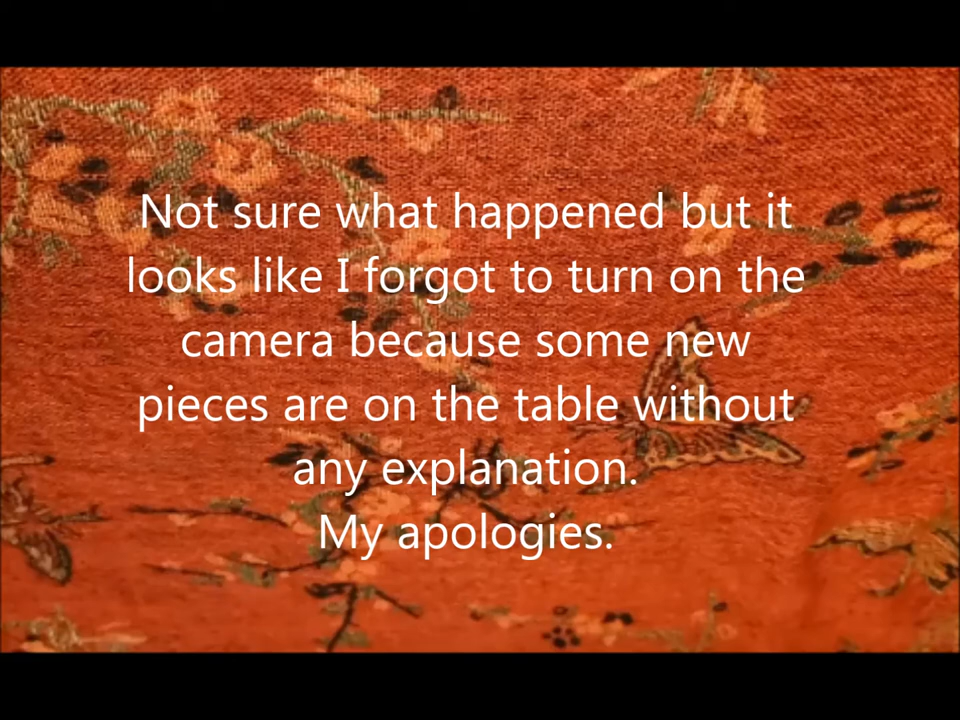 Not sure what happened but it
looks like I forgot to turn on the
camera because some new
pieces are on the table without
any explanation.
My apologies.